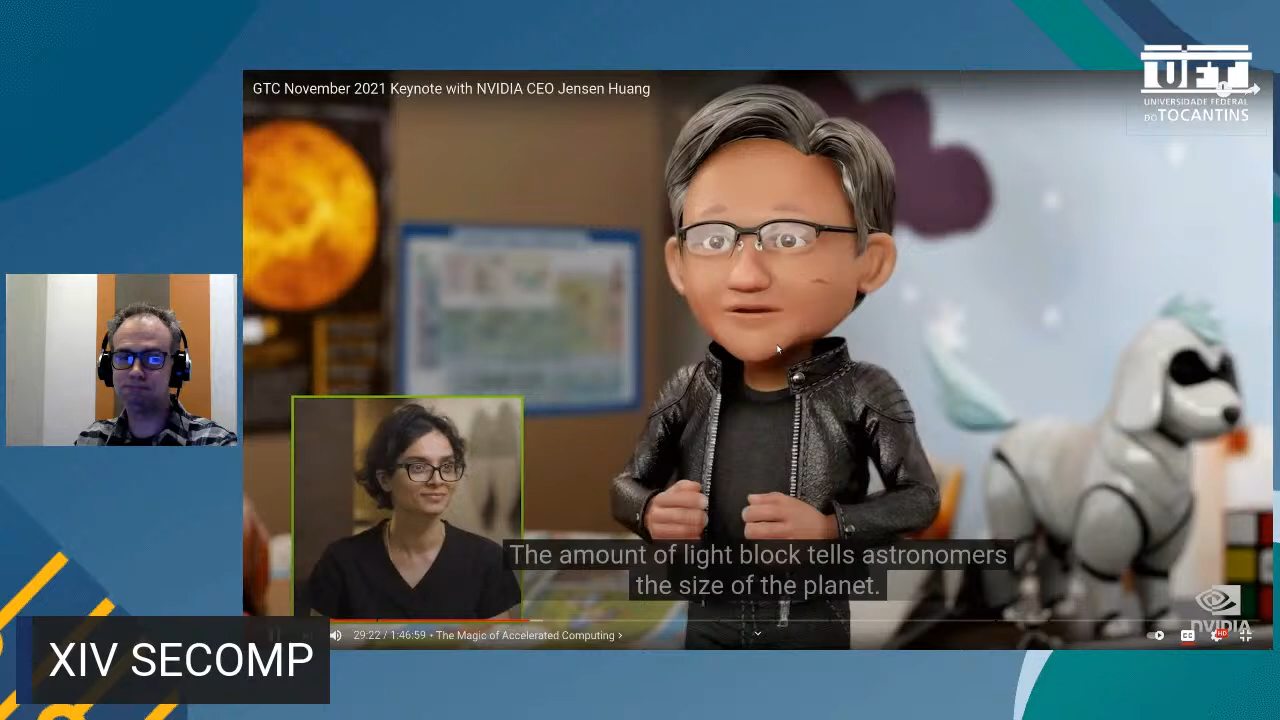 GTC November 2021 Keynote with NVIDIA CEO Jensen Huang
UFT
UNIVERSIDADE FEDERAL
DO TOCANTINS
The amount of light block tells astronomers
the size of the planet.
29:22 / 1:46:59 • The Magic of Accelerated Computing >
CC
HD
NVIDIA
XIV SECOMP